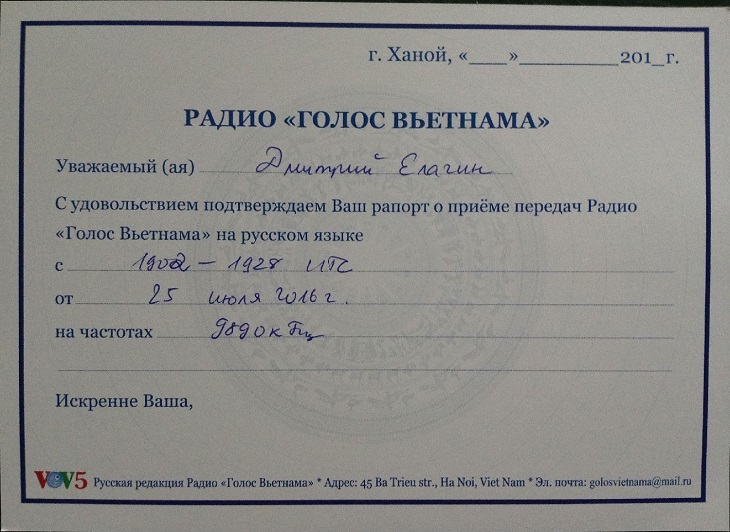 г. Ханой, «___»_________201_г.
РАДИО «ГОЛОС ВЬЕТНАМА»
Уважаемый (ая) Дмитрий Елагин
С удовольствием подтверждаем Ваш рапорт о приёме передач Радио
«Голос Вьетнама» на русском языке
с 1902 – 1928 UTC
от 25 июля 2016 г.
на частотах 9890 кГц
Искренне Ваша,
VOV5 Русская редакция Радио «Голос Вьетнама» * Адрес: 45 Ba Trieu str., Ha Noi, Viet Nam * Эл. почта: golosvietnama@mail.ru